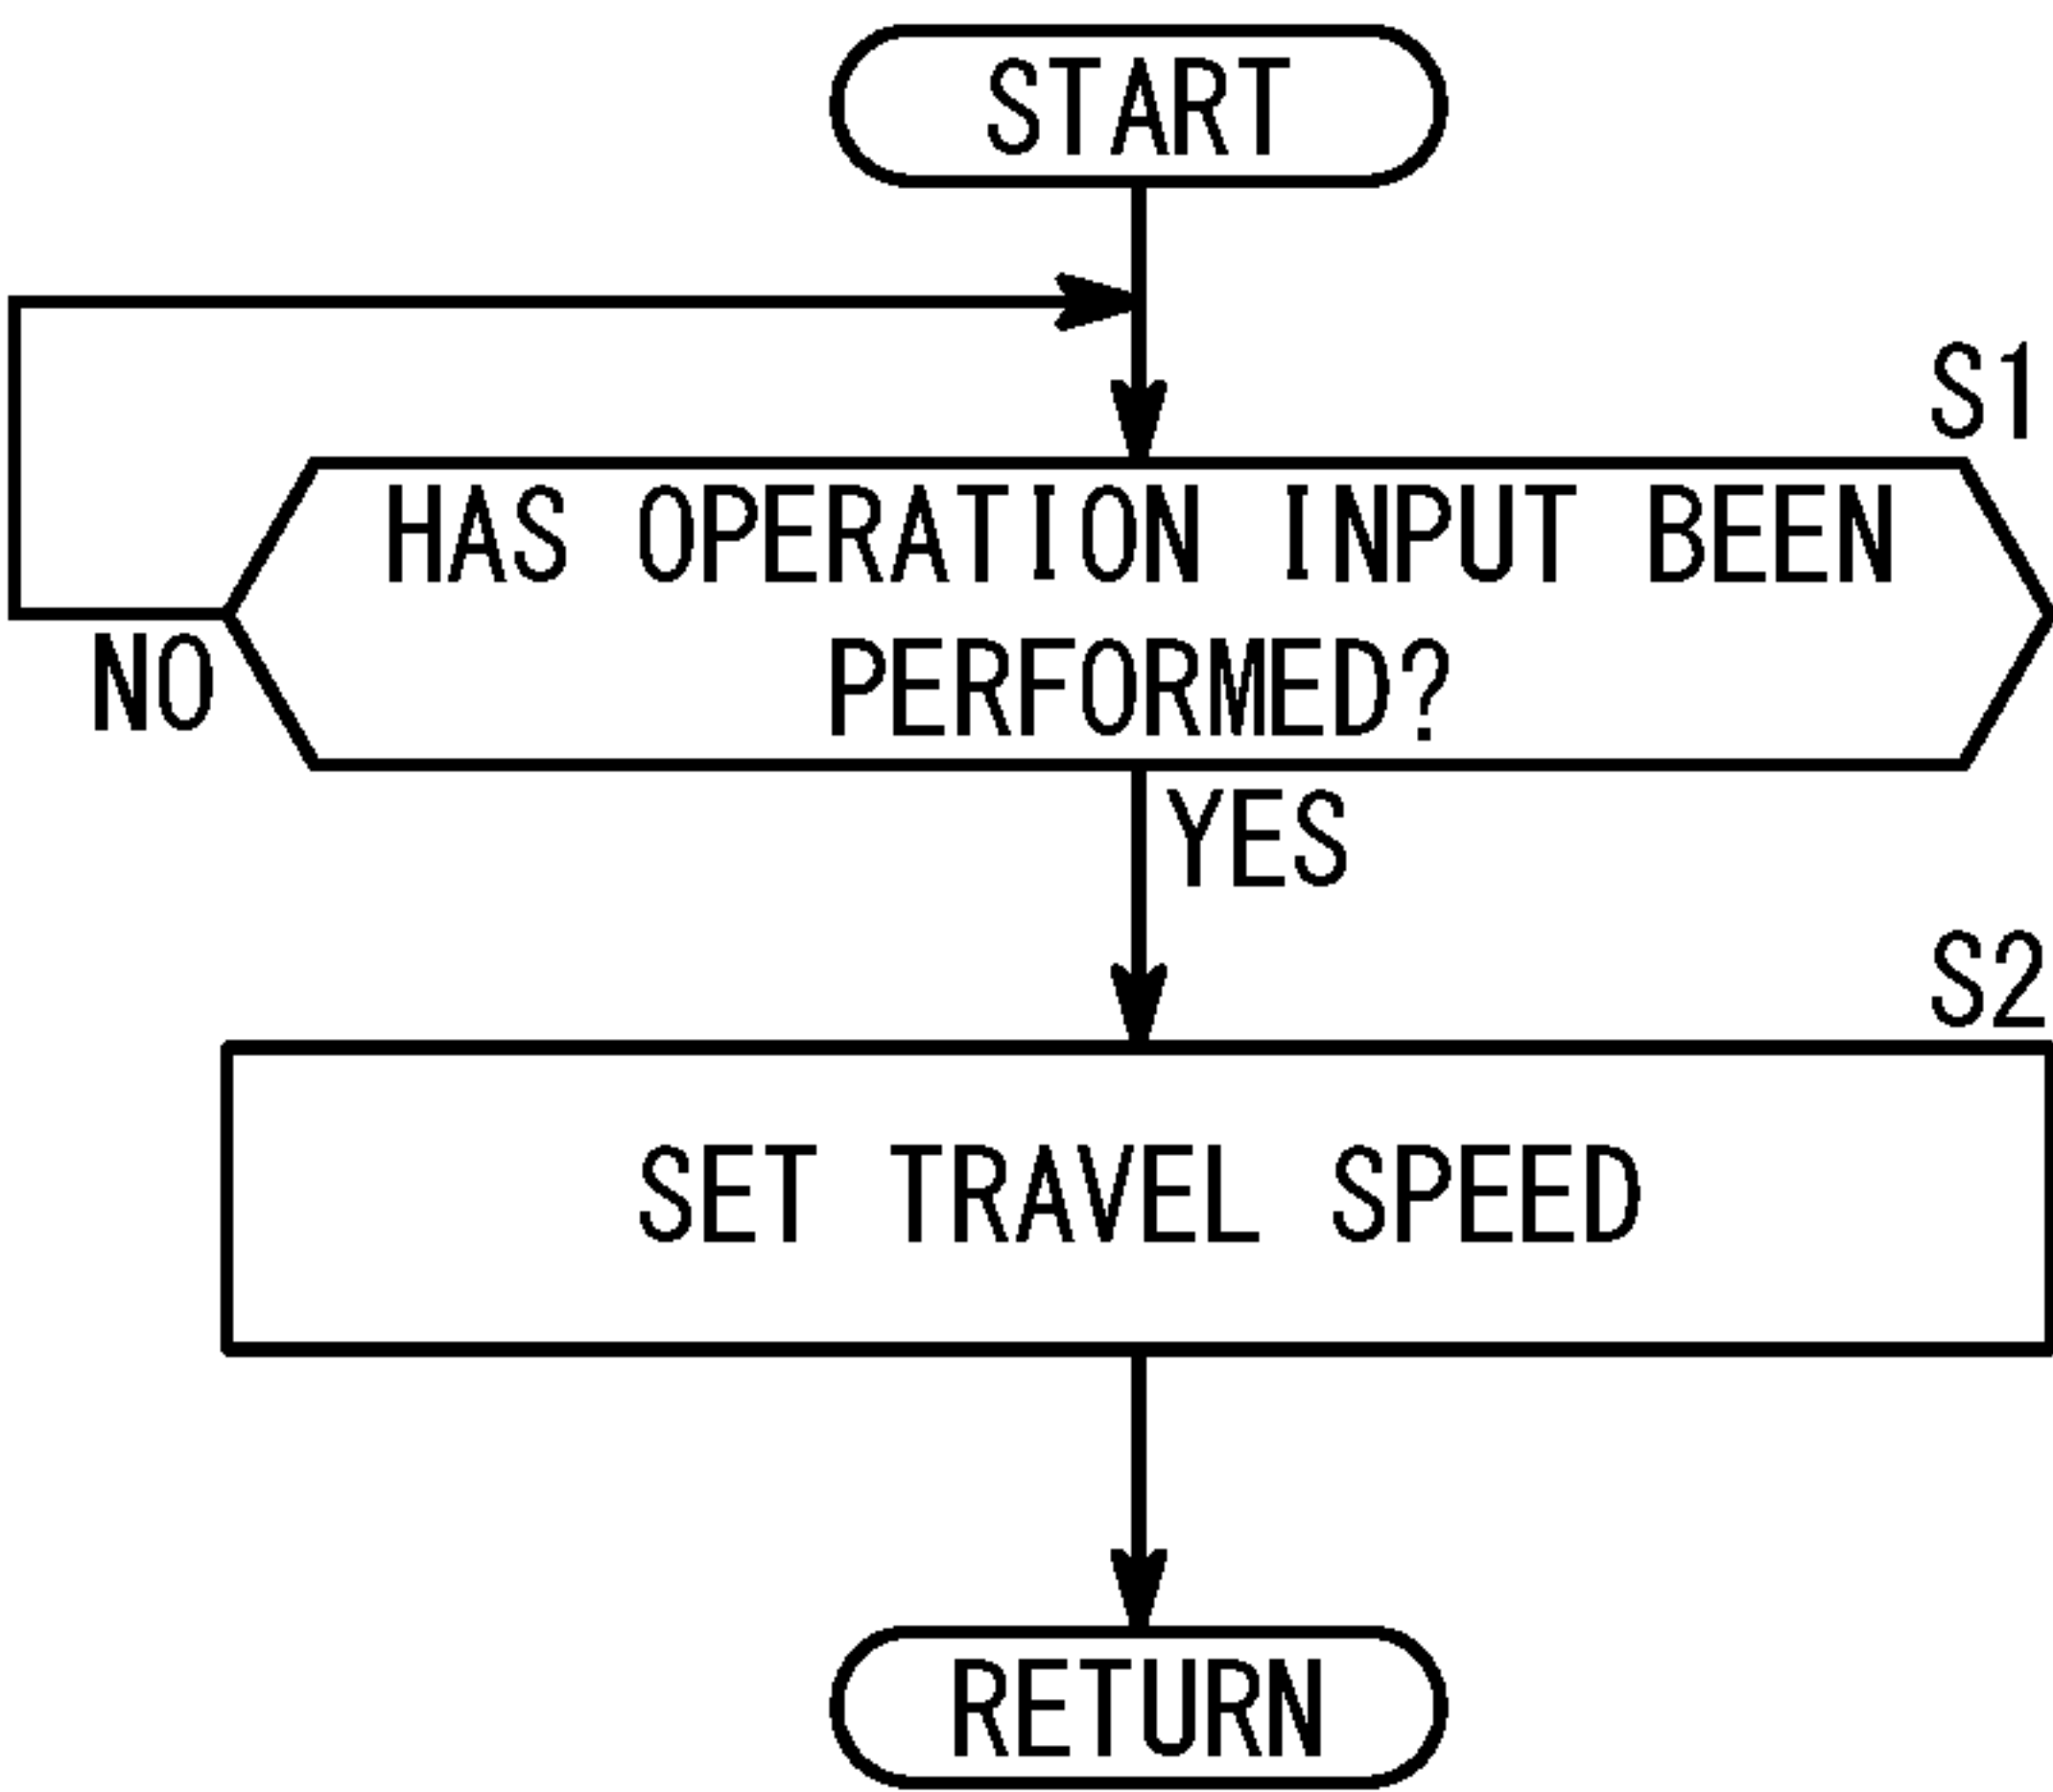 START
S1
HAS OPERATION INPUT BEEN
PERFORMED?
NO
YES
S2
SET TRAVEL SPEED
RETURN